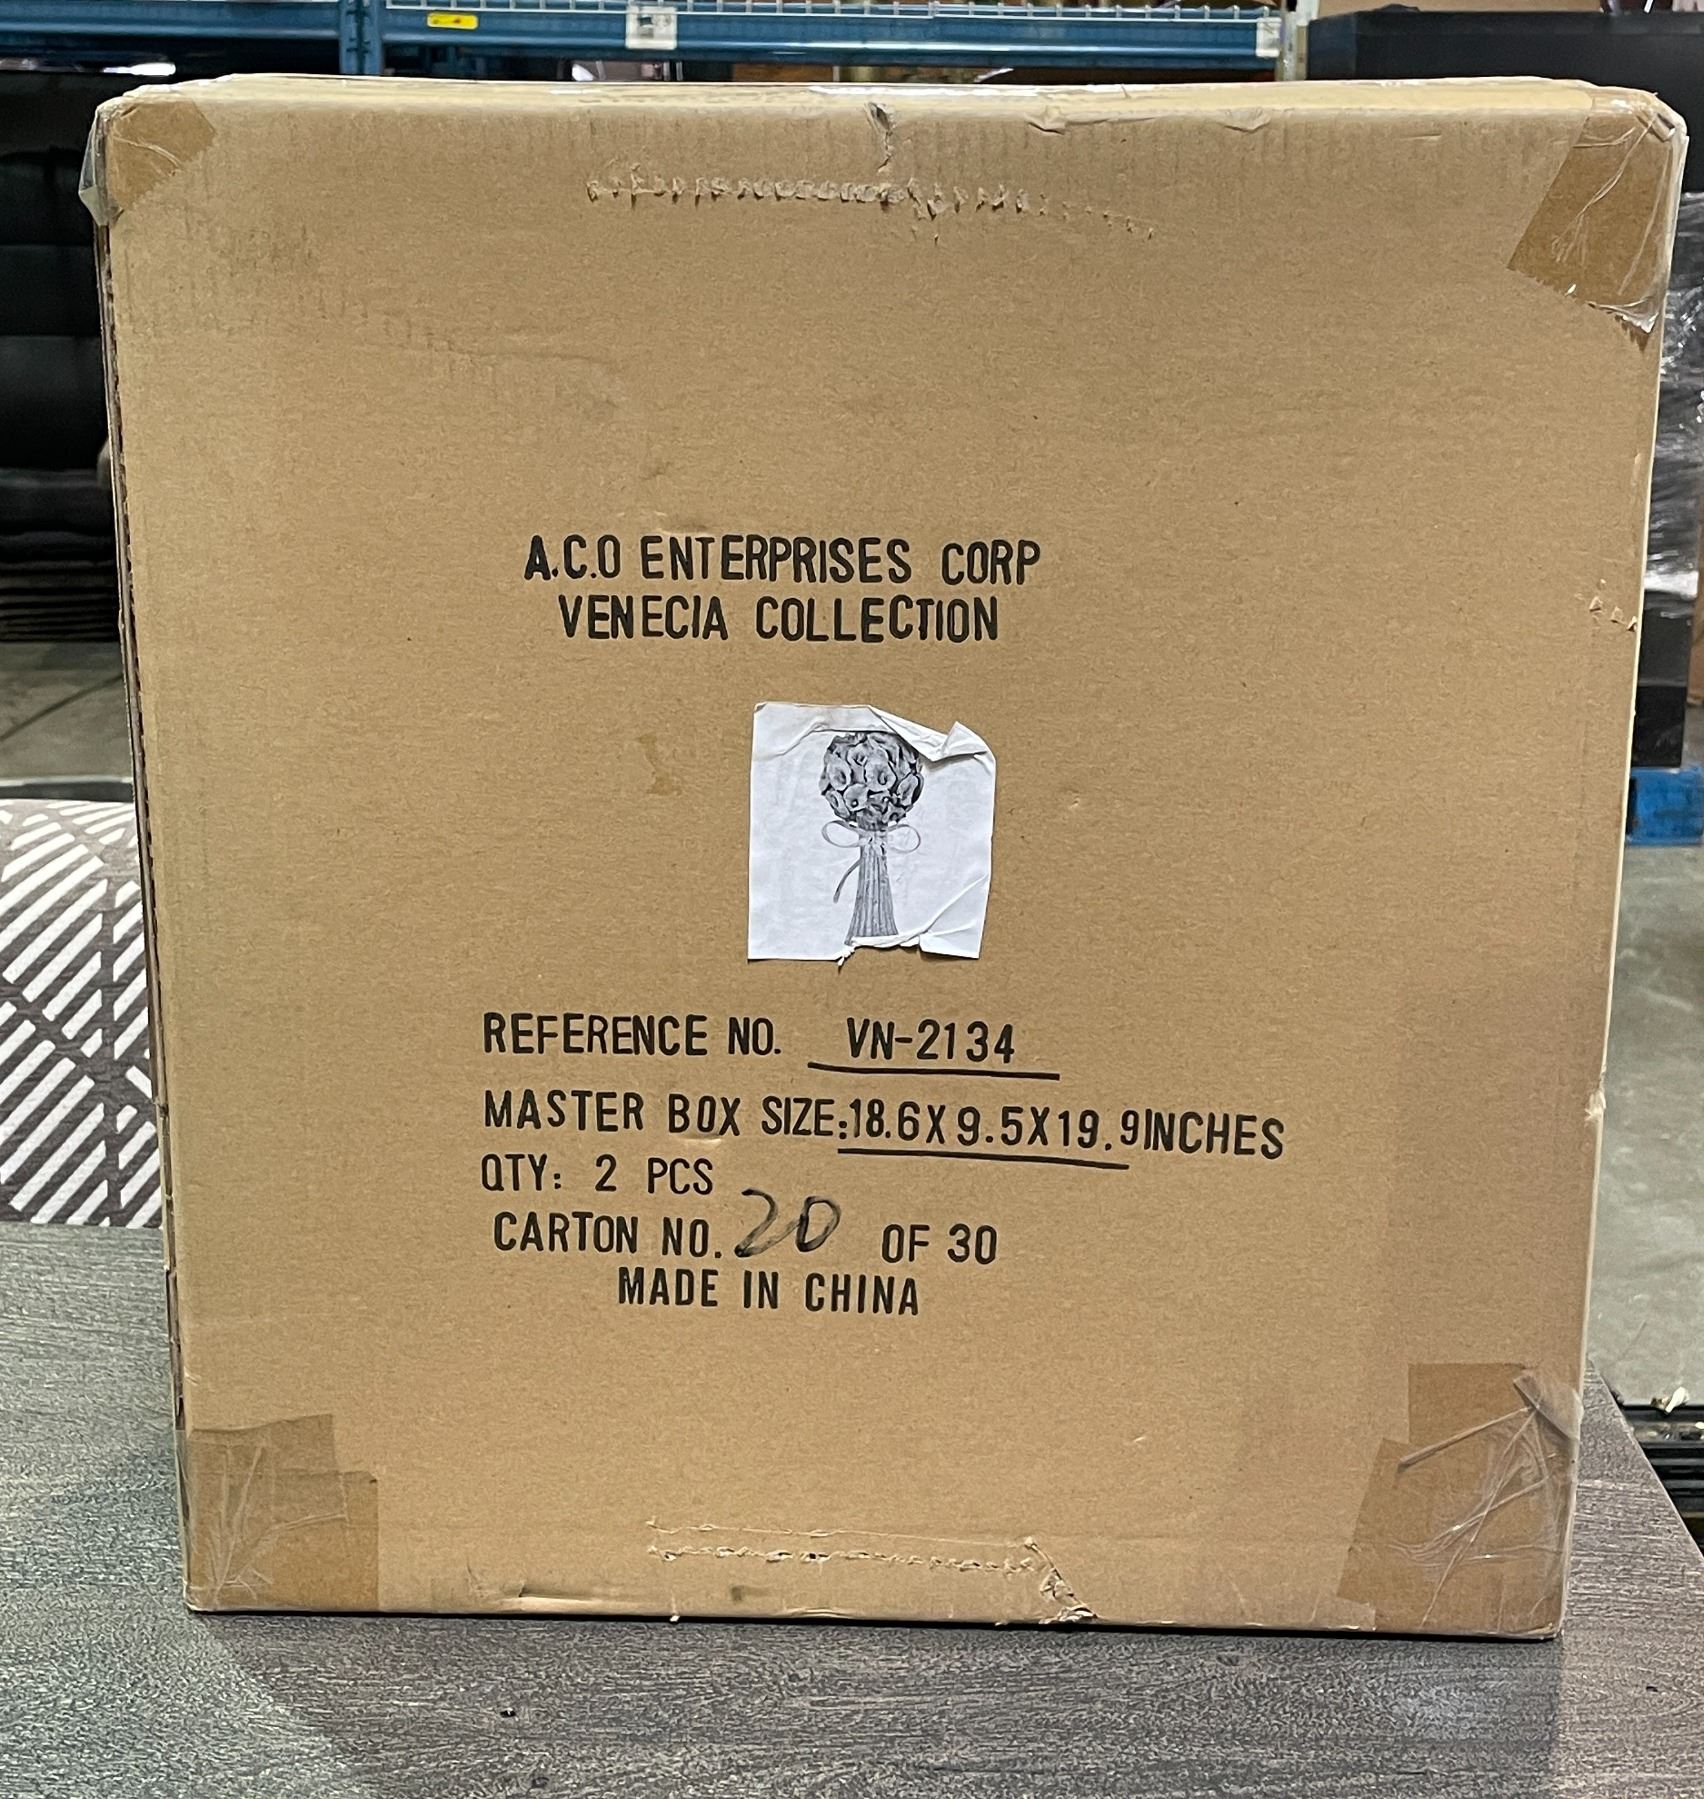 A.C.O ENTERPRISES CORP
VENECIA COLLECTION
REFERENCE NO. VN-2134
MASTER BOX SIZE:18.6X9.5X19.9INCHES
QTY: 2 PCS
CARTON NO. 20 OF 30
MADE IN CHINA